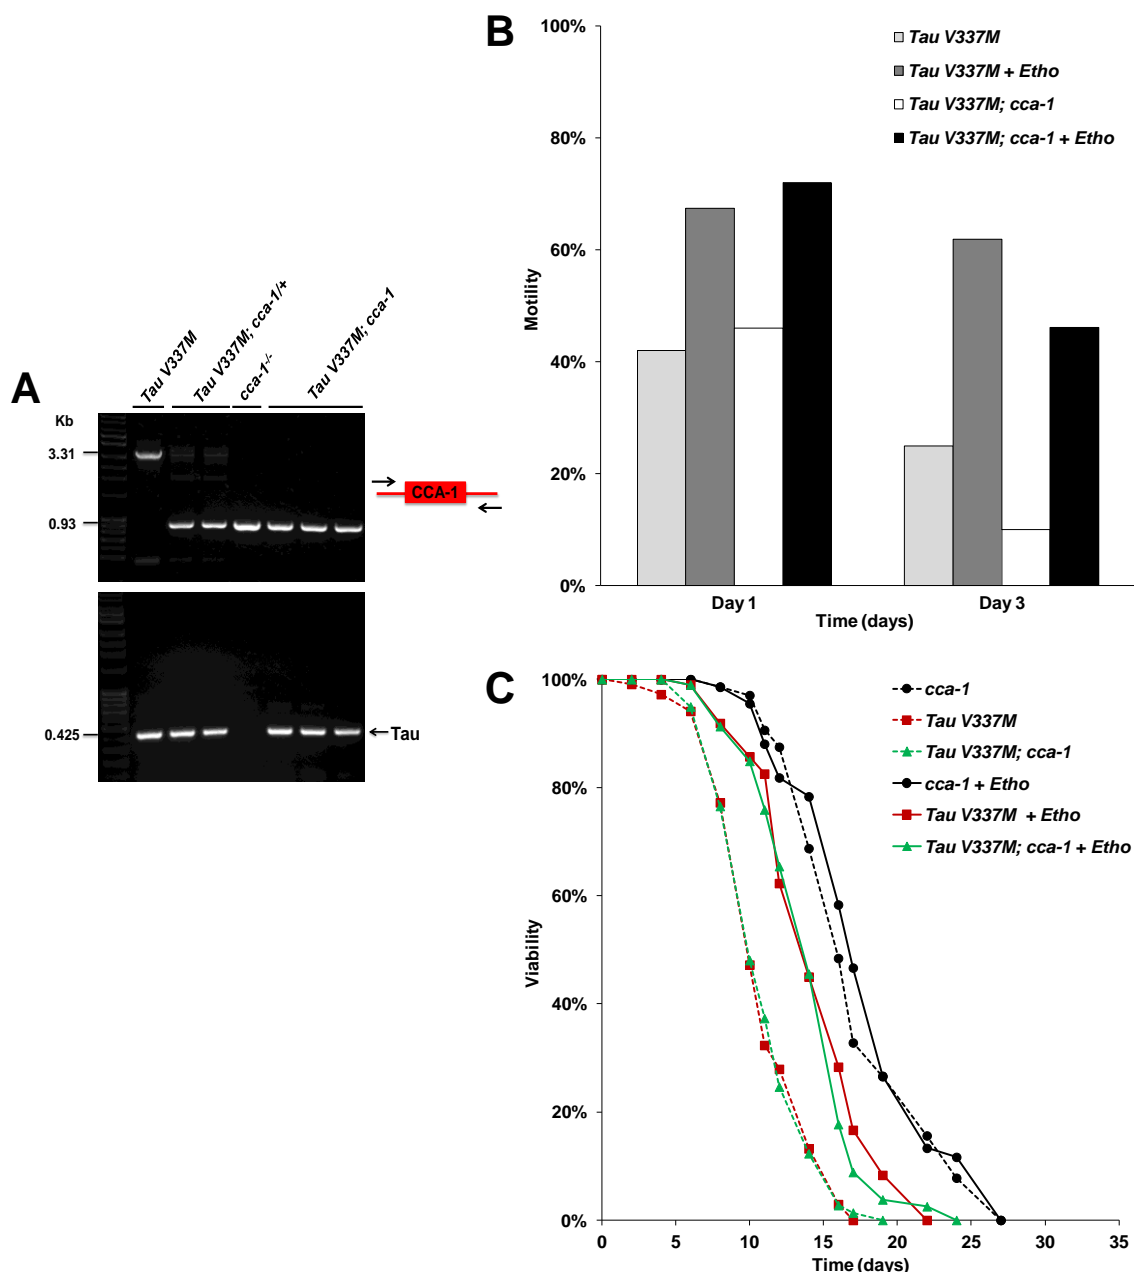 A
Tau V337M
Tau V337M; cca-1/+
cca-1-/-
Tau V337M; cca-1
Kb
3.31
0.93
CCA-1
0.425
Tau
B
100%
80%
60%
40%
20%
0%
Motility
Day 1
Day 3
Time (days)
Tau V337M
Tau V337M + Etho
Tau V337M; cca-1
Tau V337M; cca-1 + Etho
C
100%
80%
60%
40%
20%
0%
Viability
0 5 10 15 20 25 30 35
Time (days)
cca-1
Tau V337M
Tau V337M; cca-1
cca-1 + Etho
Tau V337M + Etho
Tau V337M; cca-1 + Etho